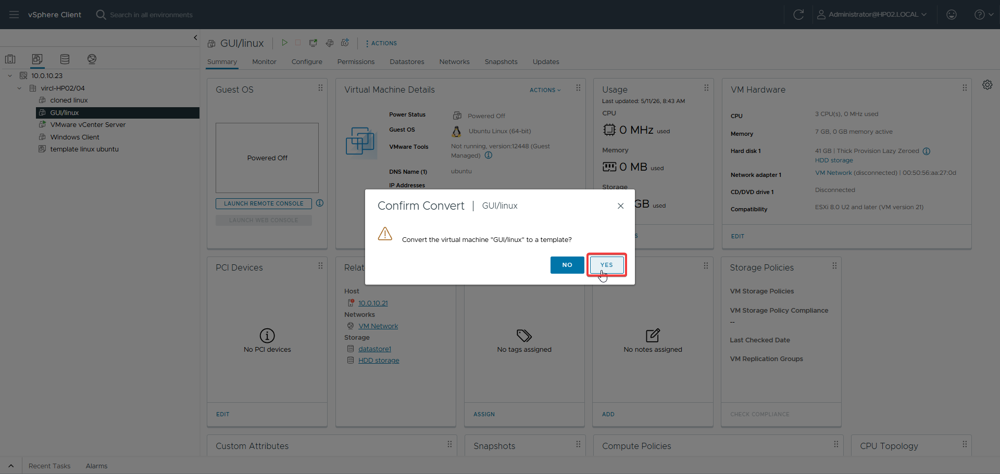 vSphere Client
Search in all environments
Administrator@HP02.LOCAL
10.0.10.23
vircl-HP02/04
cloned linux
GUI/linux
VMware vCenter Server
Windows Client
template linux ubuntu
GUI/linux
ACTIONS
Summary Monitor Configure Permissions Datastores Networks Snapshots Updates
Guest OS
Powered Off
LAUNCH REMOTE CONSOLE
LAUNCH WEB CONSOLE
Virtual Machine Details
ACTIONS
Power Status Powered Off
Guest OS Ubuntu Linux (64-bit)
VMware Tools Not running, version:12448 (Guest
Managed)
DNS Name (1) ubuntu
IP Addresses
Usage
Last updated: 5/11/26, 8:43 AM
CPU
0 MHz used
Memory
0 MB used
Storage
GB used
S
VM Hardware
CPU 3 CPU(s), 0 MHz used
Memory 7 GB, 0 GB memory active
Hard disk 1 41 GB | Thick Provision Lazy Zeroed
HDD storage
Network adapter 1 VM Network (disconnected) | 00:50:56:aa:27:0d
CD/DVD drive 1 Disconnected
Compatibility ESXi 8.0 U2 and later (VM version 21)
EDIT
Confirm Convert | GUI/linux
Convert the virtual machine "GUI/linux" to a template?
NO YES
PCI Devices
No PCI devices
EDIT
Relat
Host
10.0.10.21
Networks
VM Network
Storage
datastore1
HDD storage
No tags assigned
ASSIGN
No notes assigned
ADD
Storage Policies
VM Storage Policies
VM Storage Policy Compliance
--
Last Checked Date
VM Replication Groups
CHECK COMPLIANCE
Custom Attributes
Snapshots
Compute Policies
CPU Topology
Recent Tasks Alarms